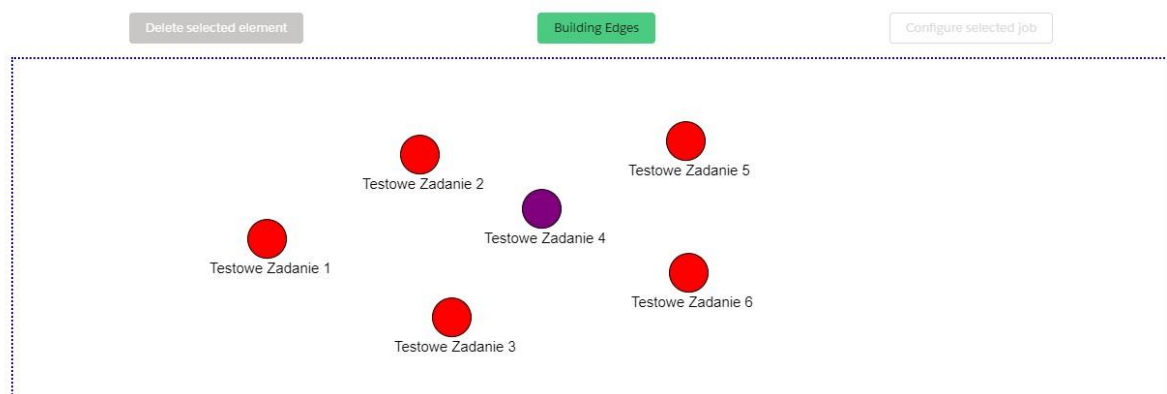 Delete selected element
Building Edges
Configure selected job
Testowe Zadanie 2
Testowe Zadanie 5
Testowe Zadanie 4
Testowe Zadanie 1
Testowe Zadanie 6
Testowe Zadanie 3